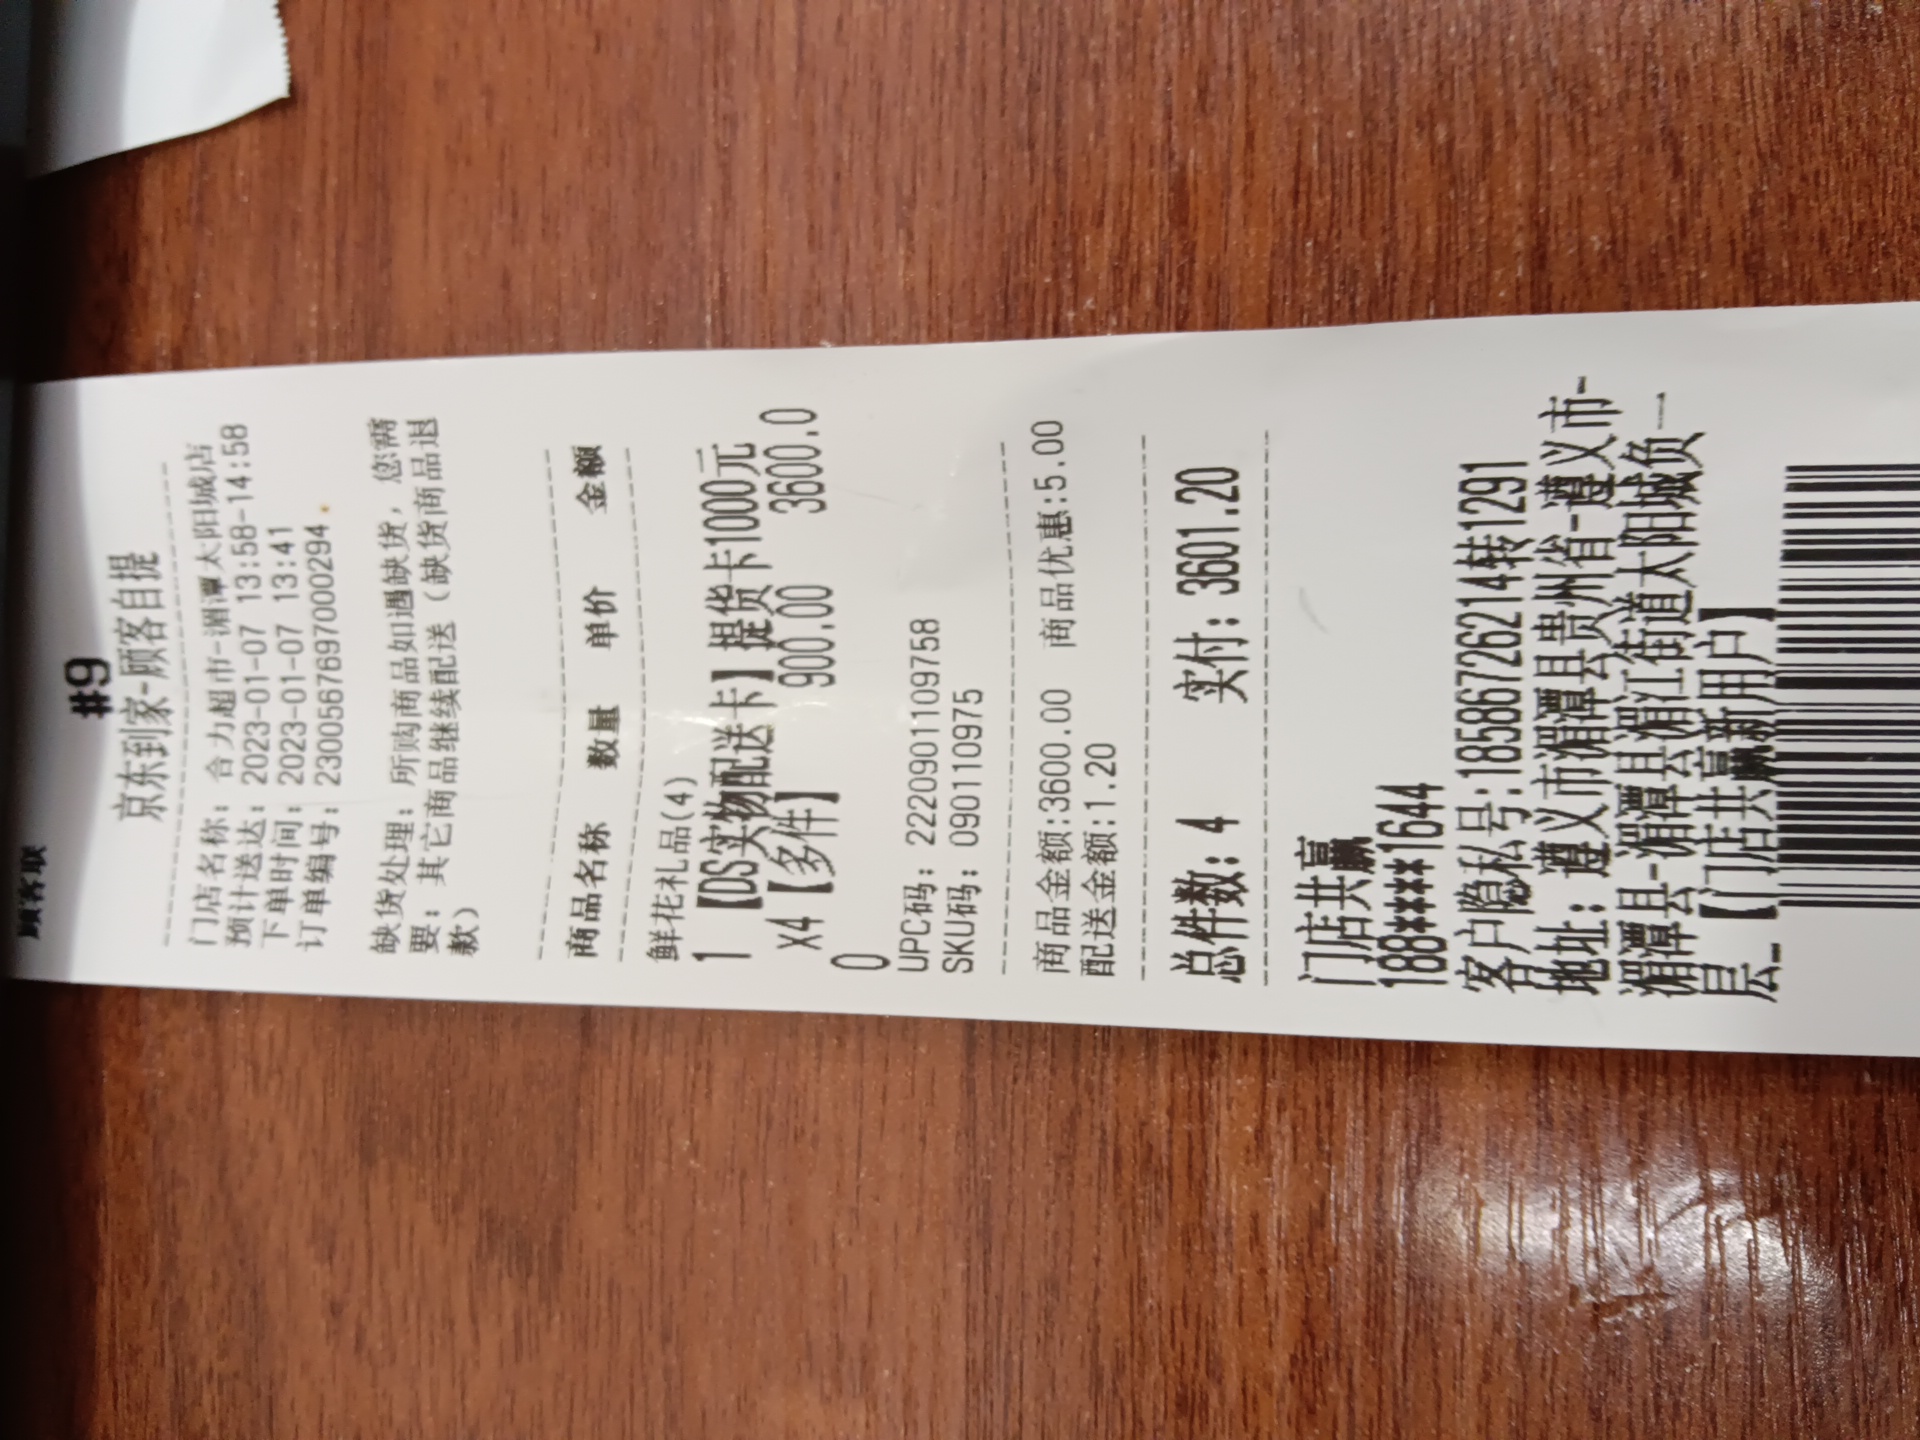 顾客联
#9
京东到家-顾客自提
门店名称：合力超市-湄潭太阳城店
预计送达：2023-01-07 13:58-14:58
下单时间：2023-01-07 13:41
订单编号：2300567697000294
缺货处理：所购商品如遇缺货，您需
要：其它商品继续配送（缺货商品退
款）
商品名称 数量 单价 金额
鲜花礼品(4)
1 【DS实物配送卡】提货卡1000元
X4【多件】 900.00 3600.0
0
UPC码：2220901109758
SKU码：090110975
商品金额:3600.00 商品优惠:5.00
配送金额:1.20
总件数：4 实付：3601.20
门店共赢
188****1644
客户隐私号:18586726214转1291
地址：遵义市湄潭县贵州省-遵义市-
湄潭县-湄潭县湄江街道太阳城负一
层_【门店共赢新用户】